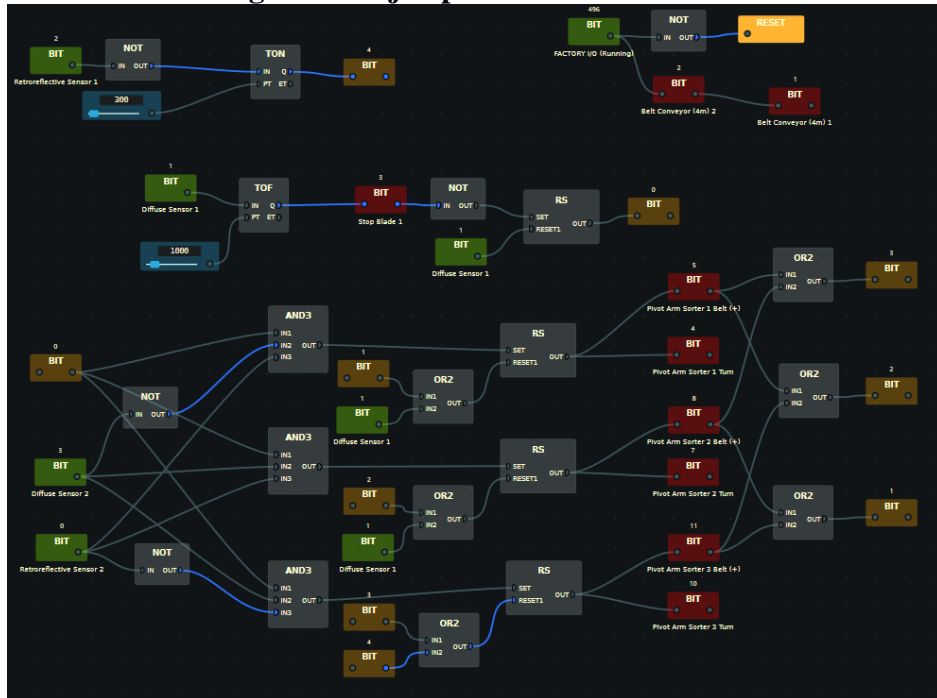 2
BIT
Retroreflective Sensor 1
NOT
IN OUT
300
TON
IN Q
PT ET
4
BIT
496
BIT
FACTORY I/O (Running)
NOT
IN OUT
RESET
2
BIT
Belt Conveyor (4m) 2
1
BIT
Belt Conveyor (4m) 1
1
BIT
Diffuse Sensor 1
1000
TOF
IN Q
PT ET
3
BIT
Stop Blade 1
NOT
IN OUT
1
BIT
Diffuse Sensor 1
RS
SET
OUT
RESET1
0
BIT
0
BIT
NOT
IN OUT
3
BIT
Diffuse Sensor 2
0
BIT
Retroreflective Sensor 2
NOT
IN OUT
AND3
IN1
IN2 OUT
IN3
AND3
IN1
IN2 OUT
IN3
AND3
IN1
IN2 OUT
IN3
1
BIT
1
BIT
Diffuse Sensor 1
OR2
IN1
OUT
IN2
RS
SET
OUT
RESET1
2
BIT
1
BIT
Diffuse Sensor 1
OR2
IN1
OUT
IN2
RS
SET
OUT
RESET1
3
BIT
4
BIT
OR2
IN1
OUT
IN2
RS
SET
OUT
RESET1
5
BIT
Pivot Arm Sorter 1 Belt (+)
4
BIT
Pivot Arm Sorter 1 Turn
8
BIT
Pivot Arm Sorter 2 Belt (+)
7
BIT
Pivot Arm Sorter 2 Turn
11
BIT
Pivot Arm Sorter 3 Belt (+)
10
BIT
Pivot Arm Sorter 3 Turn
OR2
IN1
OUT
IN2
3
BIT
OR2
IN1
OUT
IN2
2
BIT
OR2
IN1
OUT
IN2
1
BIT